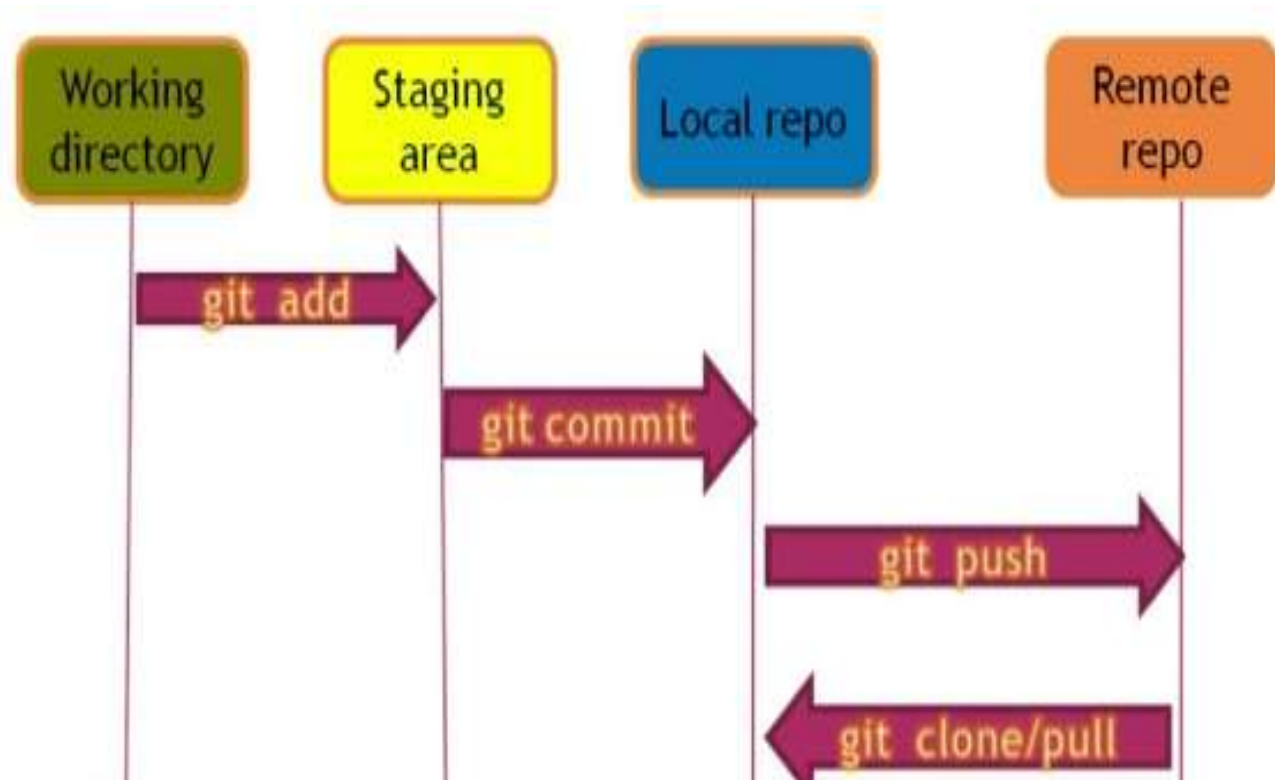 Working
directory
Staging
area
Local repo
Remote
repo
git add
git commit
git push
git clone/pull